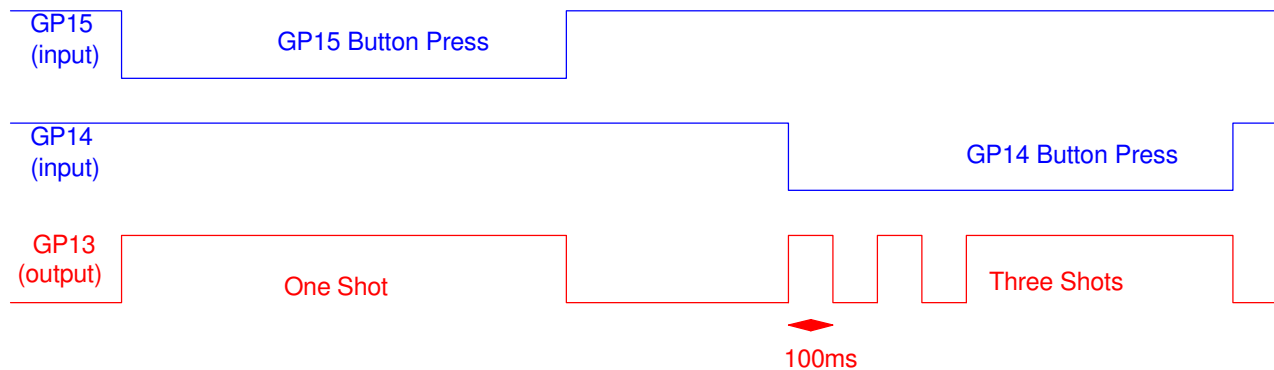 GP15
(input)
GP15 Button Press
GP14
(input)
GP14 Button Press
GP13
(output)
One Shot
Three Shots
100ms